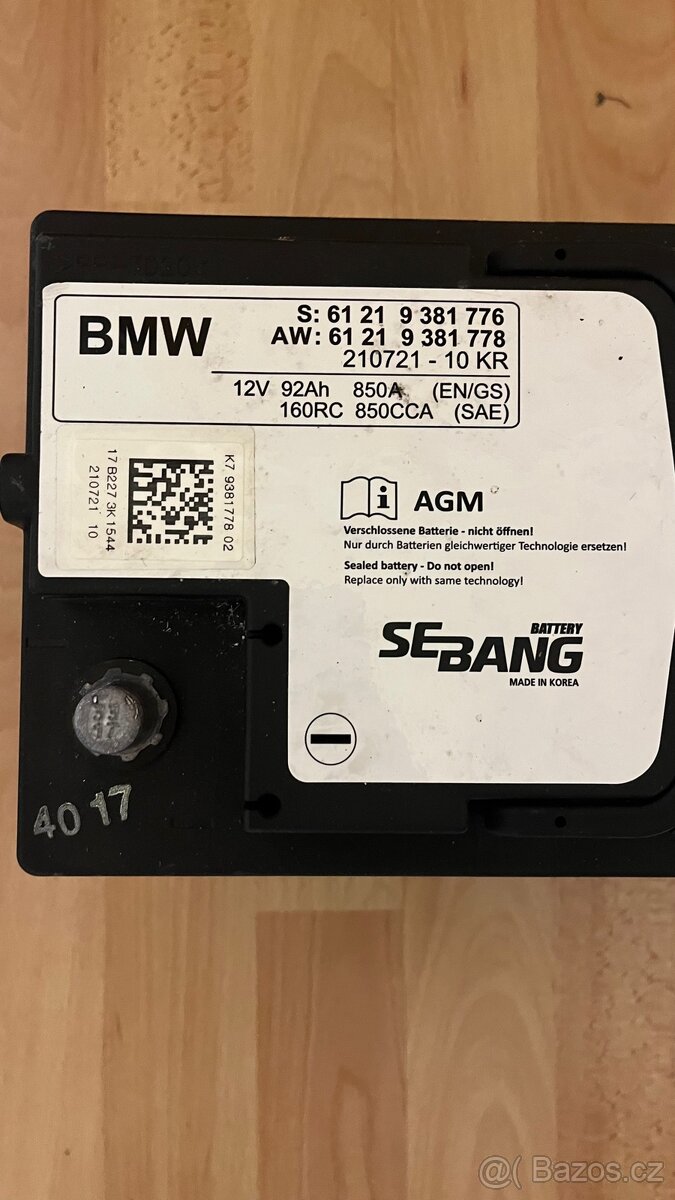 BMW
S: 61 21 9 381 776
AW: 61 21 9 381 778
210721 - 10 KR
12V 92Ah 850A (EN/GS)
160RC 850CCA (SAE)
K7 9381778 02
17 B227 3K1544
210721 10
AGM
Verschlossene Batterie - nicht öffnen!
Nur durch Batterien gleichwertiger Technologie ersetzen!
Sealed battery - Do not open!
Replace only with same technology!
SEBANG
BATTERY
MADE IN KOREA
40 17
@( Bazos.cz